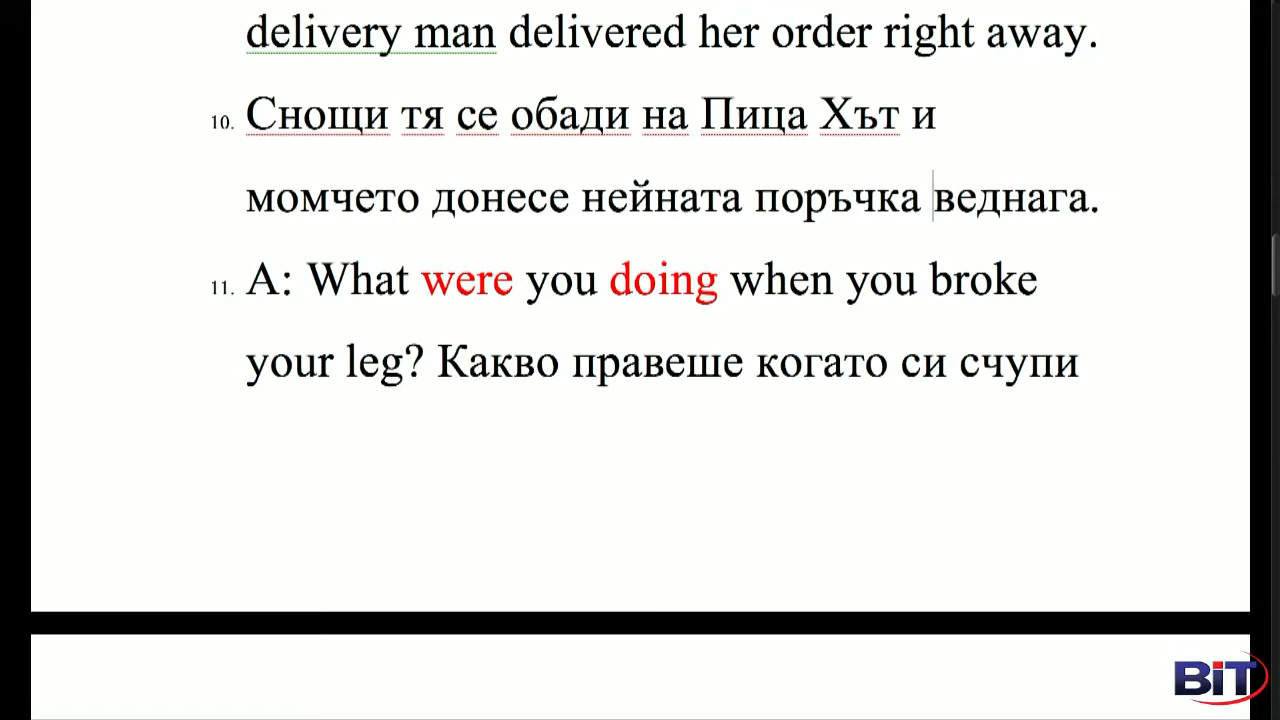 delivery man delivered her order right away.
10. Снощи тя се обади на Пица Хът и
момчето донесе нейната поръчка веднага.
11. A: What were you doing when you broke
your leg? Какво правеше когато си счупи
BiT